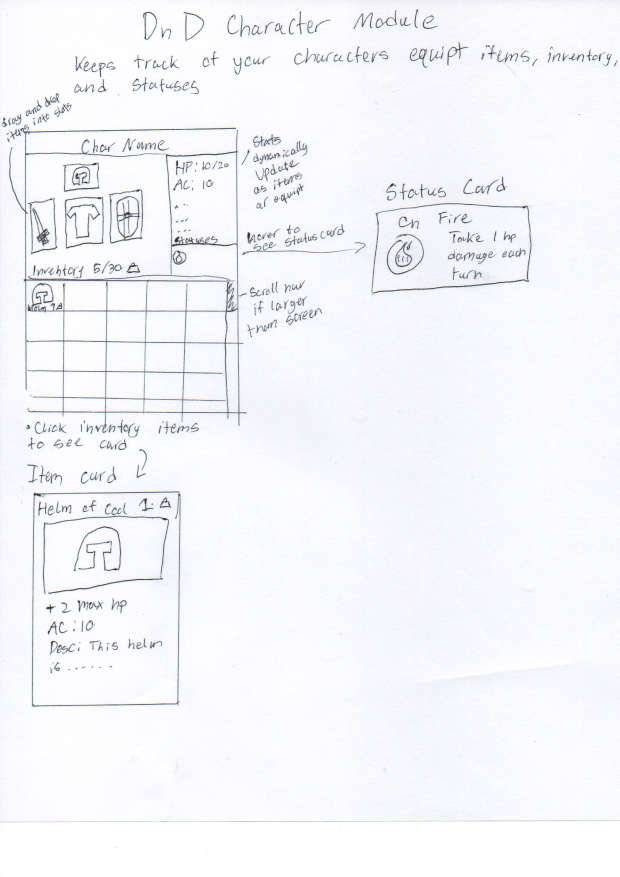 DnD Character Module
Keeps track of your characters equipt items, inventory,
and statuses
dray and drop
items into slots
Char Name
HP: 10/20
AC: 10
...
...
...
Statuses
Inventory 5/30
Stats
dynamically
update
as items
ar equipt
Hover to
see status card
Status Card
On Fire
Take 1 hp
damage each
turn
Helm 1
-Scroll bar
if larger
than screen
• Click inventory items
to see card
Item card
Helm of Cool 1.
+2 max hp
AC:10
Desc: This helm
is ......